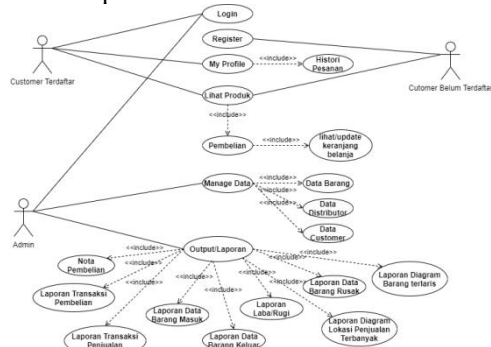 Login
Register
Customer Terdaftar
My Profile
<<include>>
Histori
Pesanan
Cutomer Belum Terdaftar
Lihat Produk
<<include>>
Pembelian
<<include>>
lihat/update
keranjang
belanja
Manage Data
<<include>>
Data Barang
<<include>>
Data
Distributor
<<include>>
Data
Customer
Admin
Output/Laporan
<<include>>
<<include>>
<<include>>
<<include>>
<<include>>
<<include>>
<<include>>
<<include>>
<<include>>
Nota
Pembelian
Laporan Diagram
Barang terlaris
Laporan Data
Barang Rusak
Laporan Transaksi
Pembelian
Laporan Data
Barang Masuk
Laporan
Laba/Rugi
Laporan Diagram
Lokasi Penjualan
Terbanyak
Laporan Transaksi
Penjualan
Laporan Data
Barang Keluar